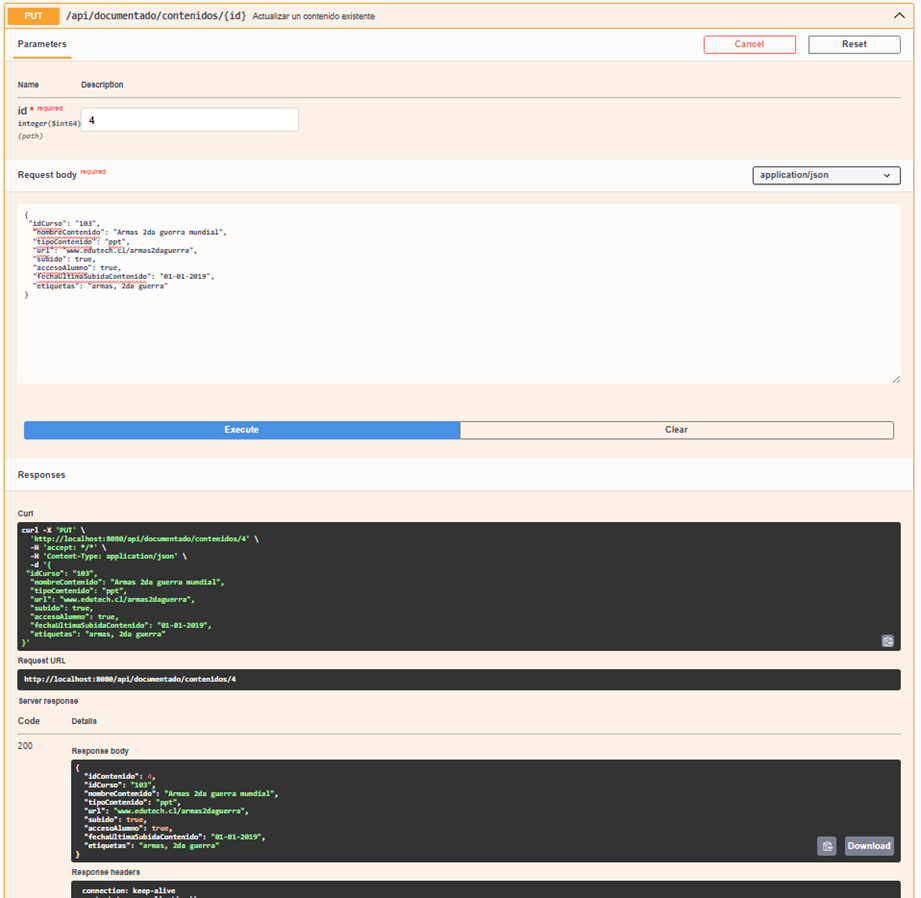 PUT /api/documentado/contenidos/{id} Actualizar un contenido existente
Parameters
Cancel
Reset
Name Description
id * required
integer($int64)
(path)
4
Request body required
application/json
{
"idCurso": "103",
"nombreContenido": "Armas 2da guerra mundial",
"tipoContenido": "ppt",
"url": "www.edutech.cl/armas2daguerra",
"subido": true,
"accesoAlumno": true,
"fechaUltimaSubidaContenido": "01-01-2019",
"etiquetas": "armas, 2da guerra"
}
Execute
Clear
Responses
Curl
curl -X 'PUT' \
'http://localhost:8080/api/documentado/contenidos/4' \
-H 'accept: */*' \
-H 'Content-Type: application/json' \
-d '{
"idCurso": "103",
"nombreContenido": "Armas 2da guerra mundial",
"tipoContenido": "ppt",
"url": "www.edutech.cl/armas2daguerra",
"subido": true,
"accesoAlumno": true,
"fechaUltimaSubidaContenido": "01-01-2019",
"etiquetas": "armas, 2da guerra"
}'
Request URL
http://localhost:8080/api/documentado/contenidos/4
Server response
Code Details
200
Response body
{
"idContenido": 4,
"idCurso": "103",
"nombreContenido": "Armas 2da guerra mundial",
"tipoContenido": "ppt",
"url": "www.edutech.cl/armas2daguerra",
"subido": true,
"accesoAlumno": true,
"fechaUltimaSubidaContenido": "01-01-2019",
"etiquetas": "armas, 2da guerra"
}
Download
Response headers
connection: keep-alive